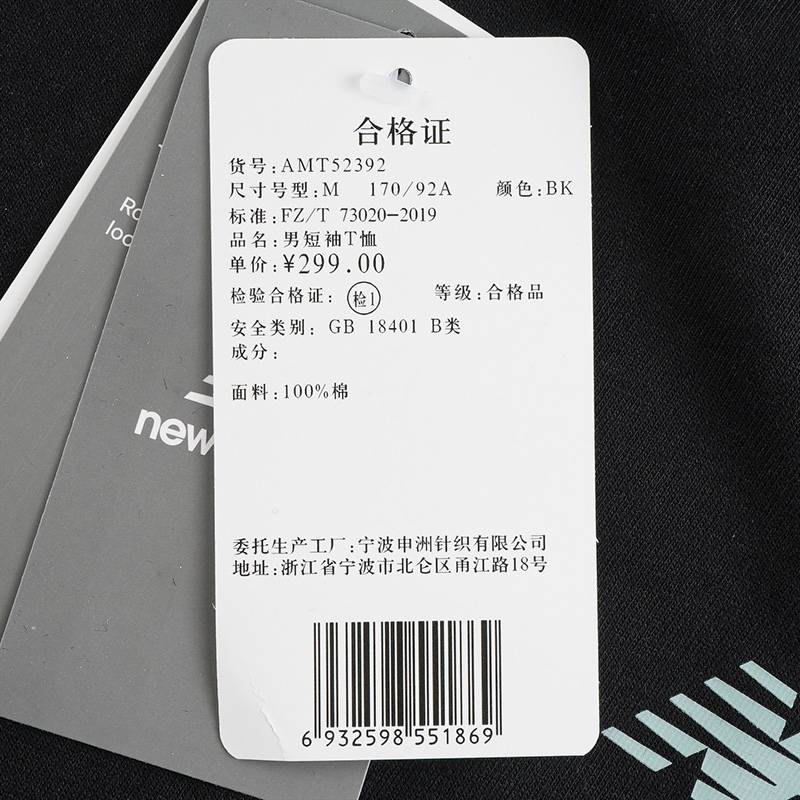 合格证
货号:AMT52392
尺寸号型:M 170/92A 颜色:BK
标准:FZ/T 73020-2019
品名:男短袖T恤
单价:¥299.00
检验合格证: 检1 等级:合格品
安全类别: GB 18401 B类
成分:
面料:100%棉
委托生产工厂:宁波申洲针织有限公司
地址:浙江省宁波市北仑区甬江路18号
6 932598 551869
new